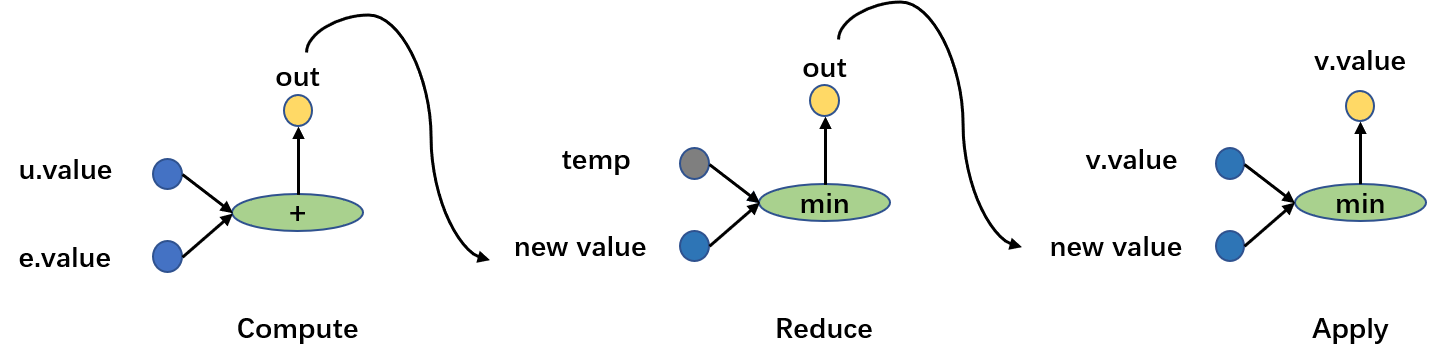 out
u.value
+
e.value
Compute
out
temp
min
new value
Reduce
v.value
v.value
min
new value
Apply